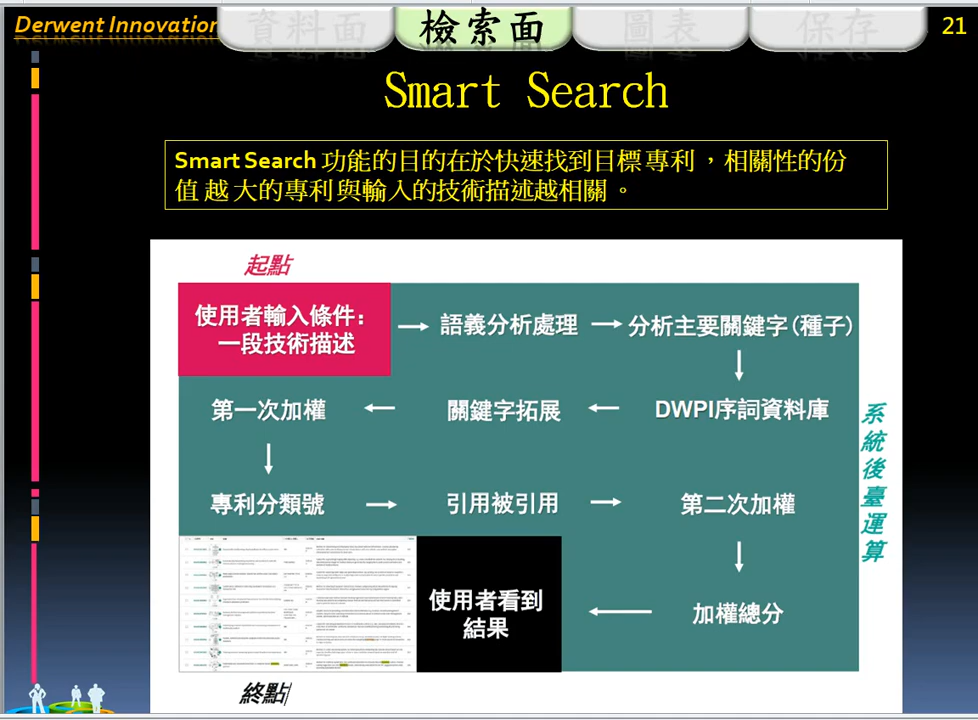 Derwent Innovation
資料面
檢索面
圖表
保存
21
Smart Search
Smart Search 功能的目的在於快速找到目標專利，相關性的份
值越大的專利與輸入的技術描述越相關。
起點
使用者輸入條件:
一段技術描述
語義分析處理
分析主要關鍵字(種子)
第一次加權
關鍵字拓展
DWPI序詞資料庫
系統後臺運算
專利分類號
引用被引用
第二次加權
使用者看到
結果
加權總分
終點